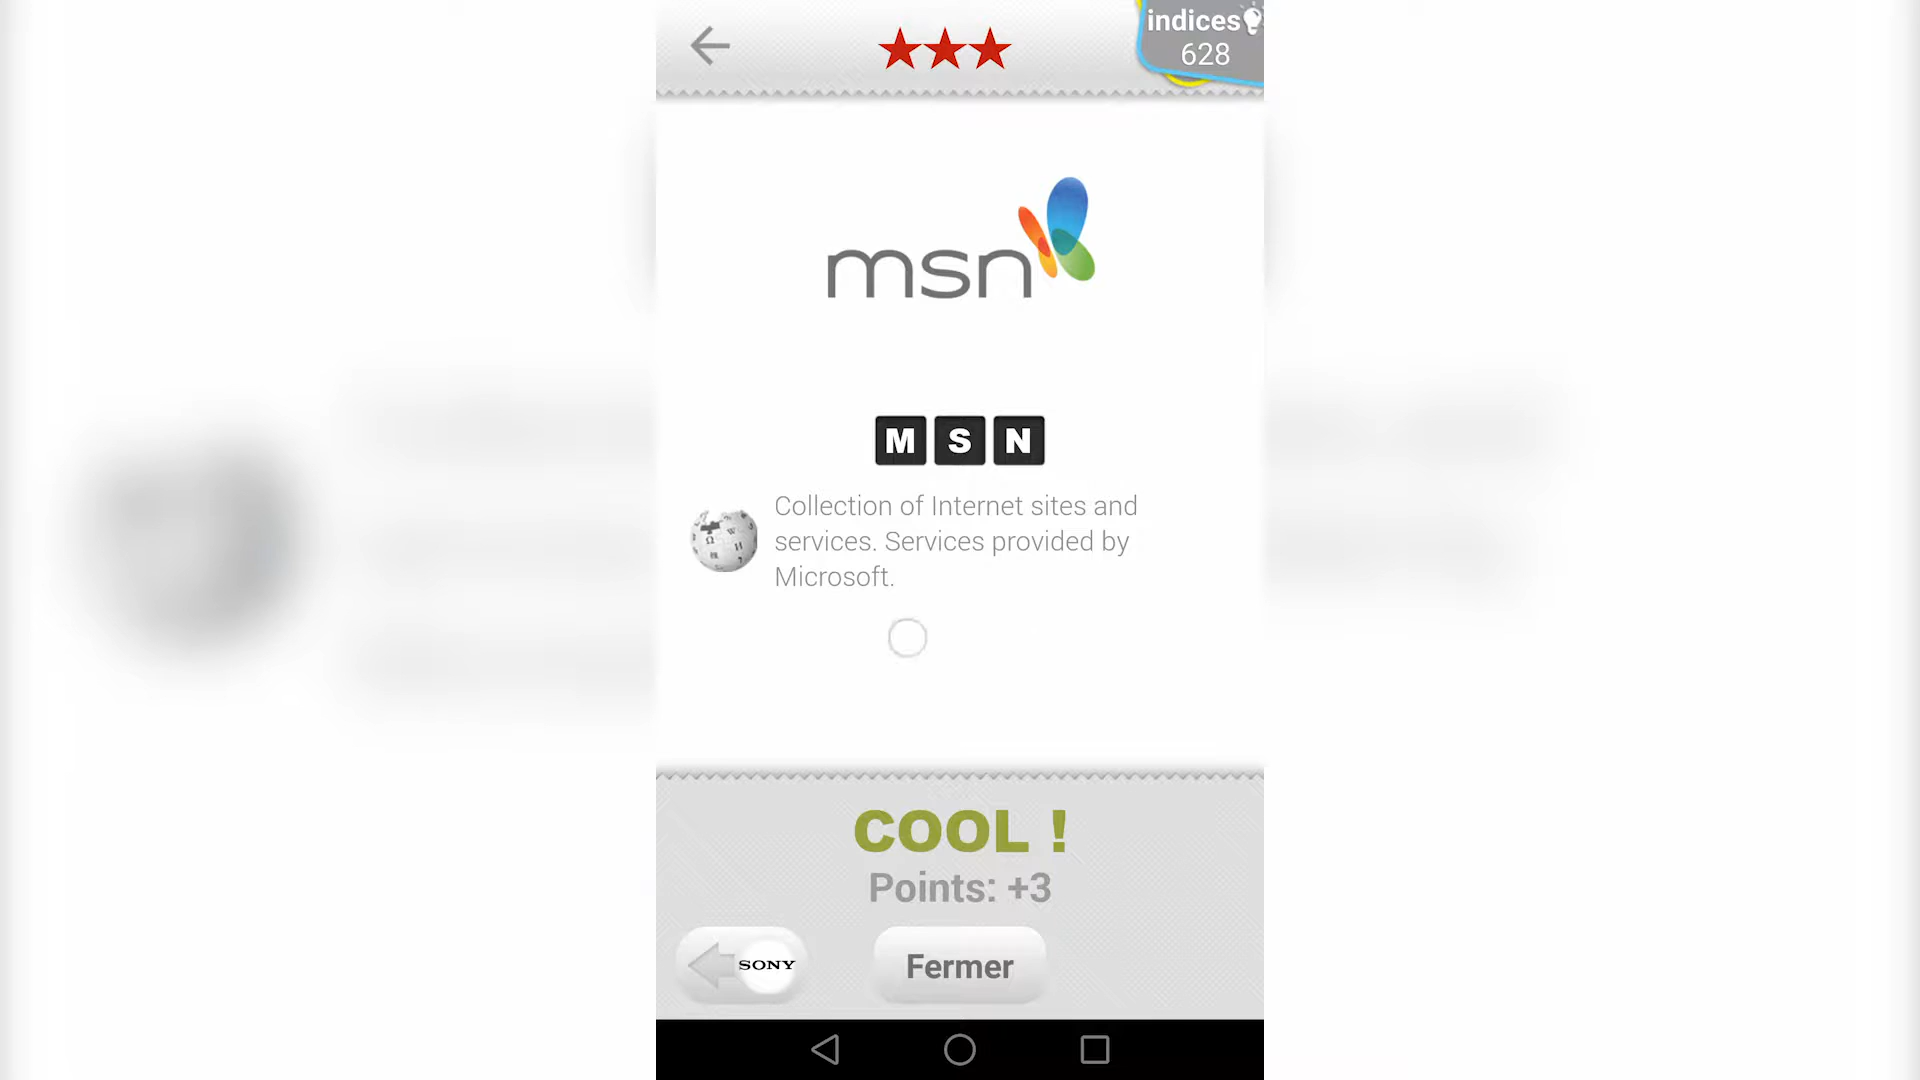 indices
628
msn
M S N
Collection of Internet sites and
services. Services provided by
Microsoft.
COOL !
Points: +3
SONY
Fermer